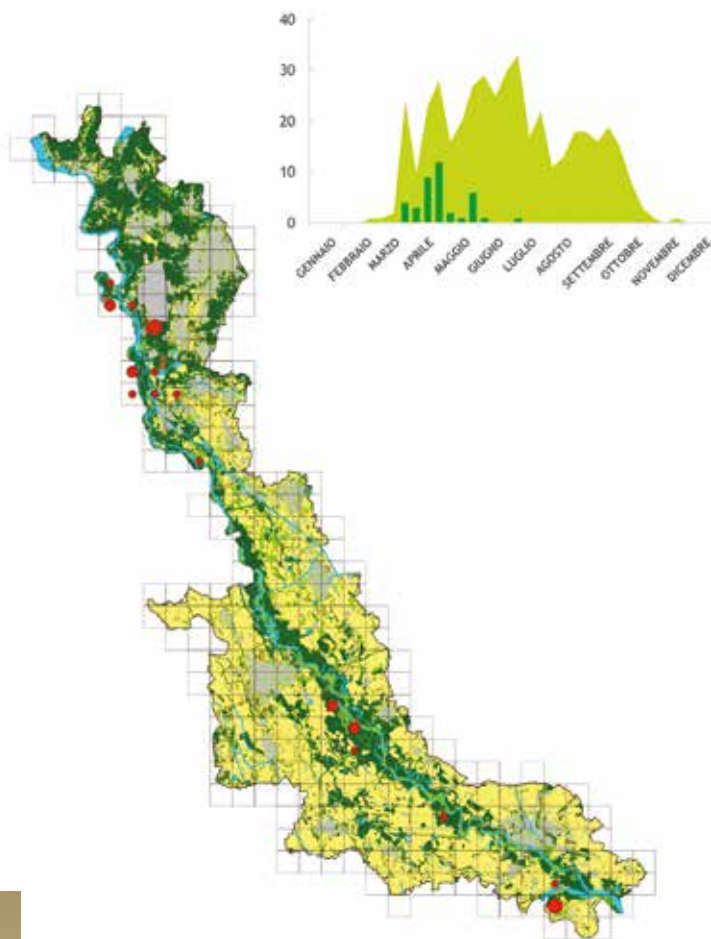 40
30
20
10
0
GENNAIO
FEBBRAIO
MARZO
APRILE
MAGGIO
GIUGNO
LUGLIO
AGOSTO
SETTEMBRE
OTTOBRE
NOVEMBRE
DICEMBRE